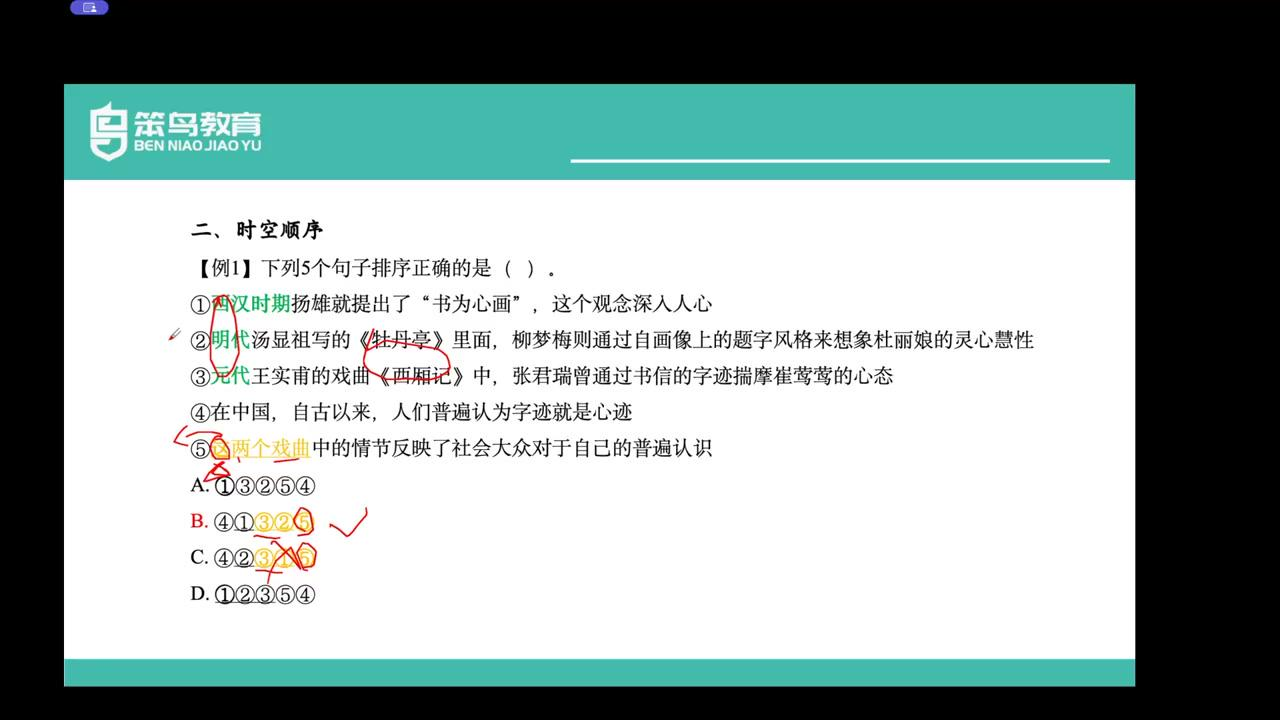 笨鸟教育
BEN NIAO JIAO YU
二、时空顺序
【例1】下列5个句子排序正确的是（ ）。
①西汉时期扬雄就提出了“书为心画”，这个观念深入人心
②明代汤显祖写的《牡丹亭》里面，柳梦梅则通过自画像上的题字风格来想象杜丽娘的灵心慧性
③元代王实甫的戏曲《西厢记》中，张君瑞曾通过书信的字迹揣摩崔莺莺的心态
④在中国，自古以来，人们普遍认为字迹就是心迹
⑤这两个戏曲中的情节反映了社会大众对于自己的普遍认识
A. ①③②⑤④
B. ④①③②⑤
C. ④②③①⑤
D. ①②③⑤④